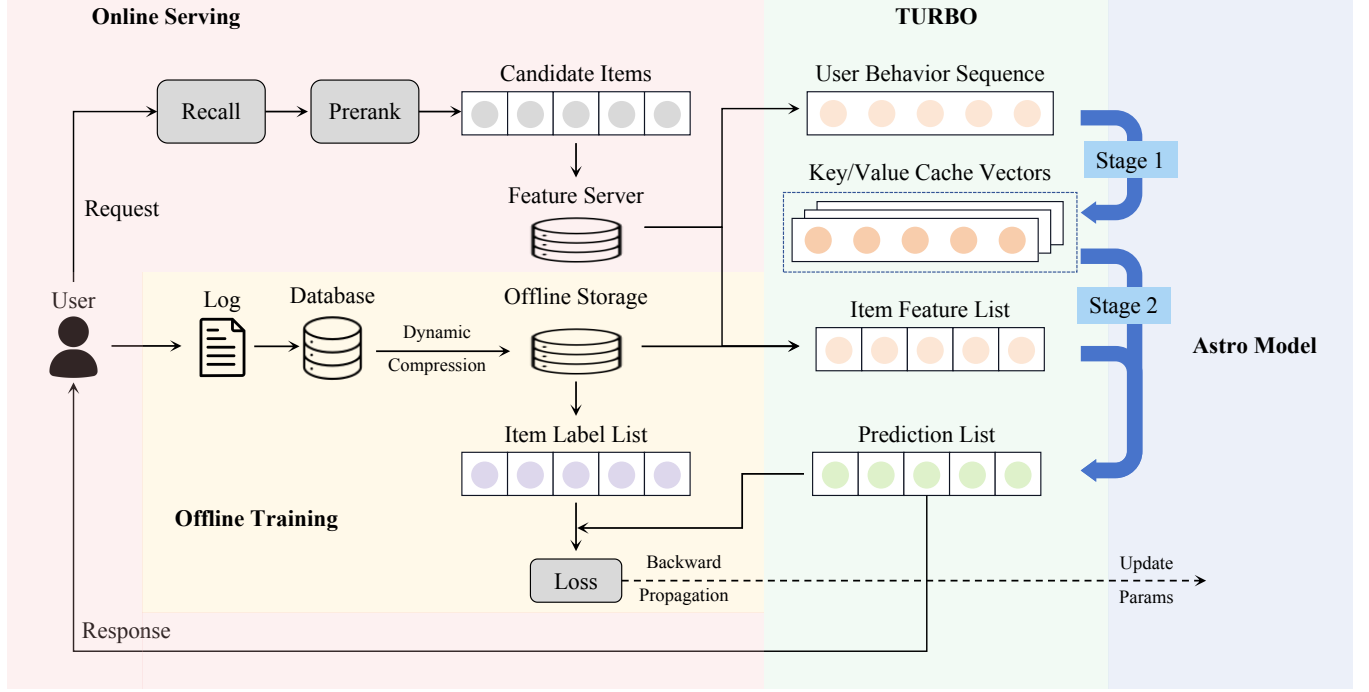 Online Serving
TURBO
Candidate Items
User Behavior Sequence
Recall
Prerank
Stage 1
Key/Value Cache Vectors
Feature Server
Request
User
Log
Database
Offline Storage
Item Feature List
Stage 2
Dynamic
Compression
Astro Model
Item Label List
Prediction List
Offline Training
Loss
Backward
Propagation
Update
Params
Response